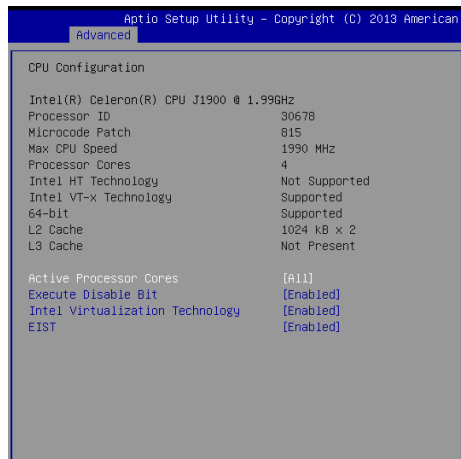 Aptio Setup Utility – Copyright (C) 2013 American
Advanced
CPU Configuration
Intel(R) Celeron(R) CPU J1900 @ 1.99GHz
Processor ID 30678
Microcode Patch 815
Max CPU Speed 1990 MHz
Processor Cores 4
Intel HT Technology Not Supported
Intel VT-x Technology Supported
64-bit Supported
L2 Cache 1024 kB x 2
L3 Cache Not Present
Active Processor Cores [All]
Execute Disable Bit [Enabled]
Intel Virtualization Technology [Enabled]
EIST [Enabled]